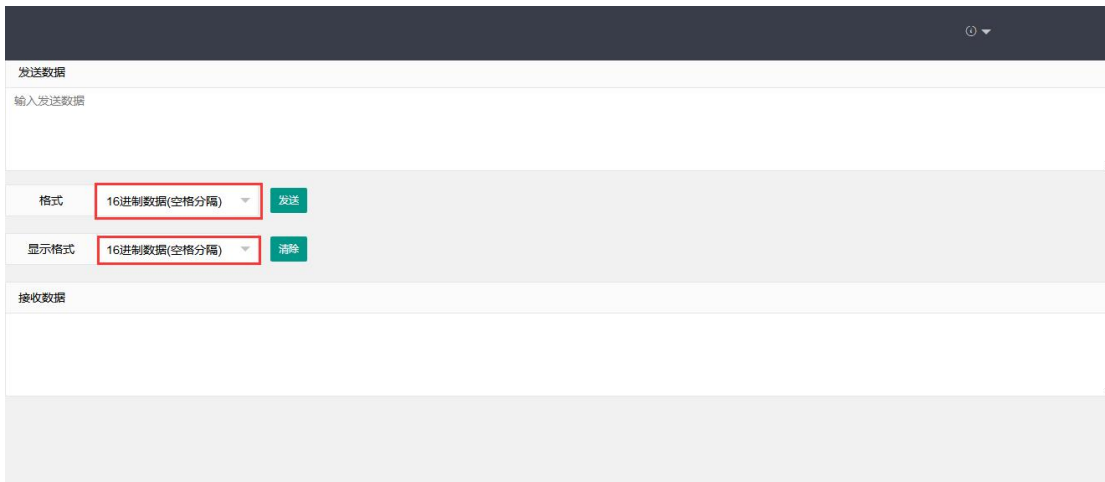 发送数据
输入发送数据
格式 16进制数据(空格分隔) 发送
显示格式 16进制数据(空格分隔) 清除
接收数据